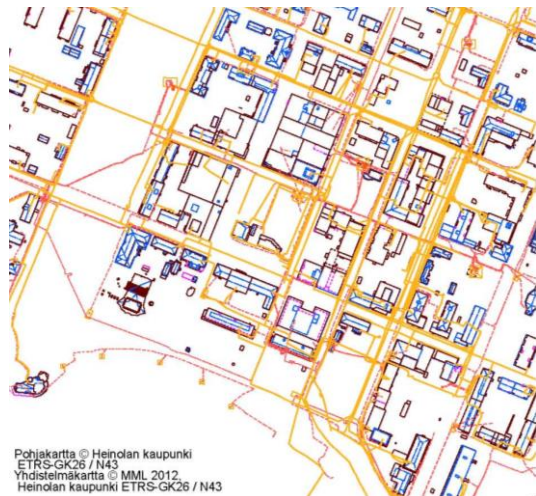 Pohjakartta © Heinolan kaupunki
ETRS-GK26 / N43
Yhdistelmäkartta © MML 2012,
Heinolan kaupunki ETRS-GK26 / N43